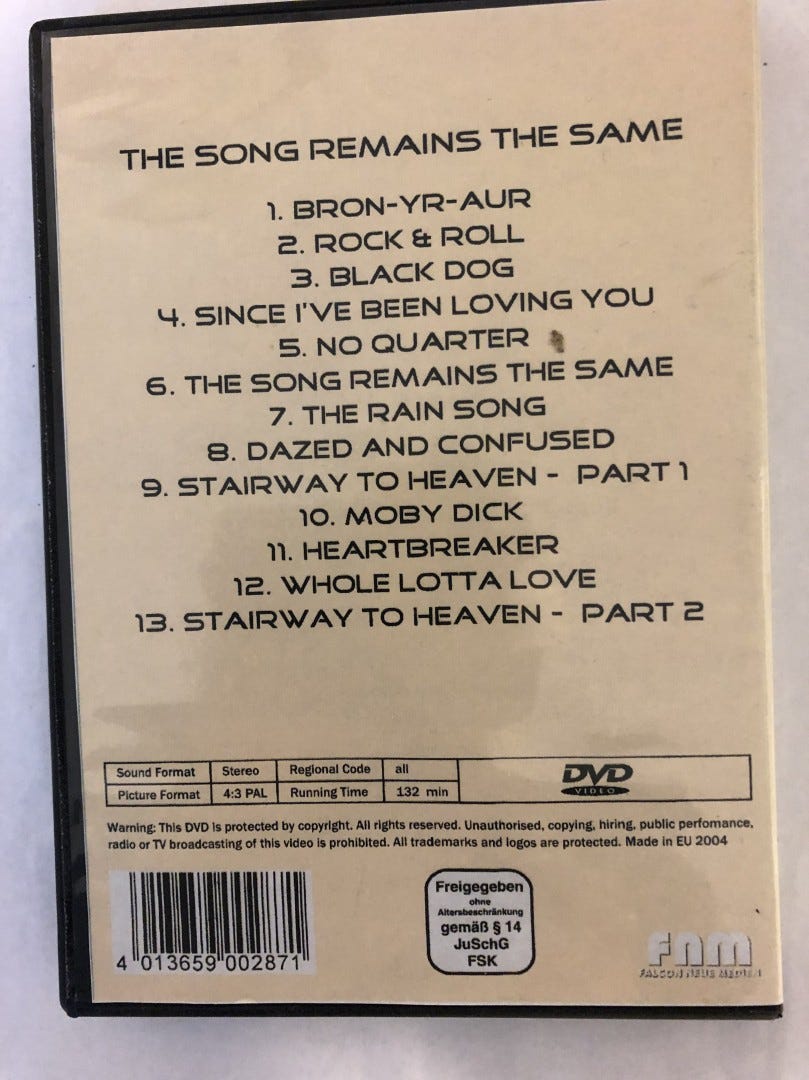 THE SONG REMAINS THE SAME
1. BRON-YR-AUR
2. ROCK & ROLL
3. BLACK DOG
4. SINCE I'VE BEEN LOVING YOU
5. NO QUARTER
6. THE SONG REMAINS THE SAME
7. THE RAIN SONG
8. DAZED AND CONFUSED
9. STAIRWAY TO HEAVEN - PART 1
10. MOBY DICK
11. HEARTBREAKER
12. WHOLE LOTTA LOVE
13. STAIRWAY TO HEAVEN - PART 2
Sound Format Stereo Regional Code all
Picture Format 4:3 PAL Running Time 132 min
DVD
VIDEO
Warning: This DVD is protected by copyright. All rights reserved. Unauthorised, copying, hiring, public perfomance,
radio or TV broadcasting of this video is prohibited. All trademarks and logos are protected. Made in EU 2004
4 013659 002871
Freigegeben
ohne
Altersbeschränkung
gemäß § 14
JuSchG
FSK
fnm
FALCON NEUE MEDIEN